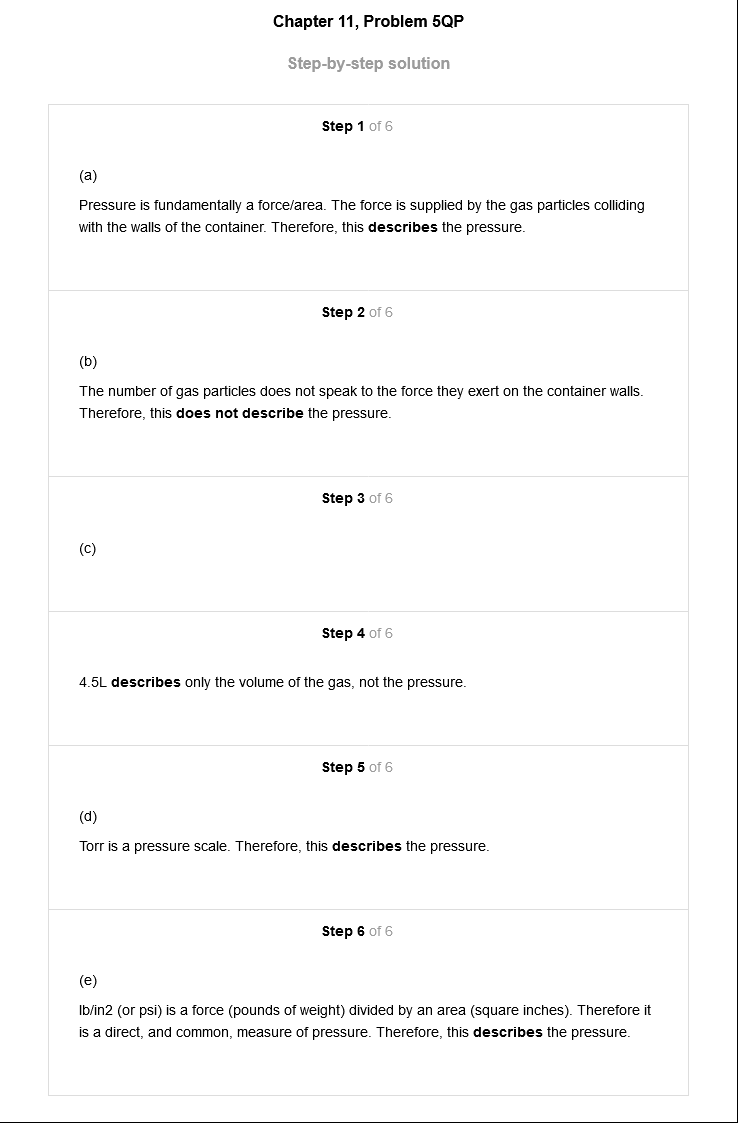 Chapter 11, Problem 5QP
Step-by-step solution
Step 1 of 6
(a)
Pressure is fundamentally a force/area. The force is supplied by the gas particles colliding
with the walls of the container. Therefore, this describes the pressure.
Step 2 of 6
(b)
The number of gas particles does not speak to the force they exert on the container walls.
Therefore, this does not describe the pressure.
Step 3 of 6
(c)
Step 4 of 6
4.5L describes only the volume of the gas, not the pressure.
Step 5 of 6
(d)
Torr is a pressure scale. Therefore, this describes the pressure.
Step 6 of 6
(e)
lb/in2 (or psi) is a force (pounds of weight) divided by an area (square inches). Therefore it
is a direct, and common, measure of pressure. Therefore, this describes the pressure.